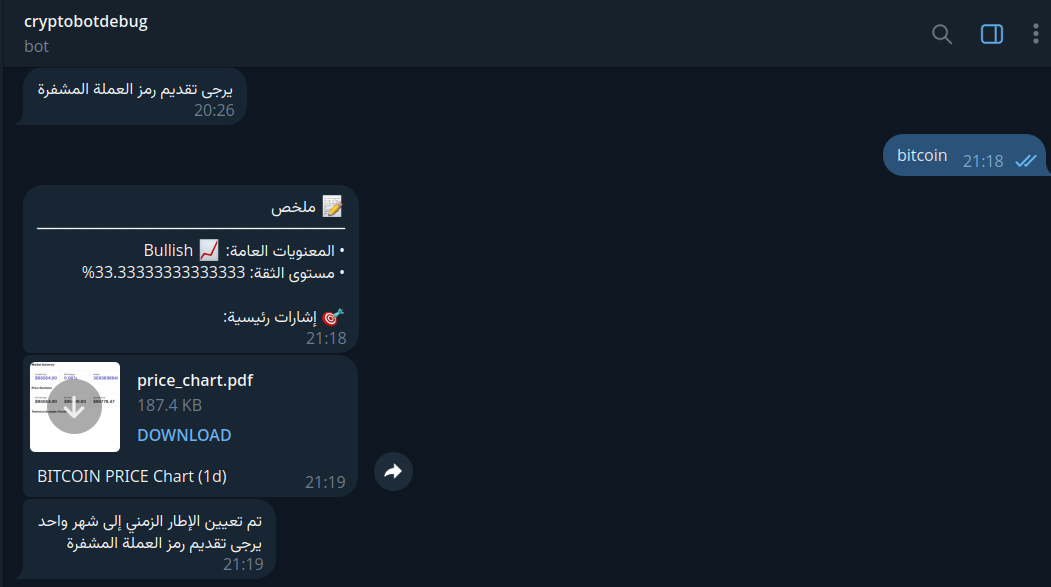 cryptobotdebug
bot
يرجى تقديم رمز العملة المشفرة
20:26
bitcoin 21:18
📝 ملخص
• المعنويات العامة: 📈 Bullish
• مستوى الثقة: 33.33333333333333%
🎯 إشارات رئيسية:
21:18
price_chart.pdf
187.4 KB
DOWNLOAD
BITCOIN PRICE Chart (1d)
21:19
تم تعيين الإطار الزمني إلى شهر واحد
يرجى تقديم رمز العملة المشفرة
21:19